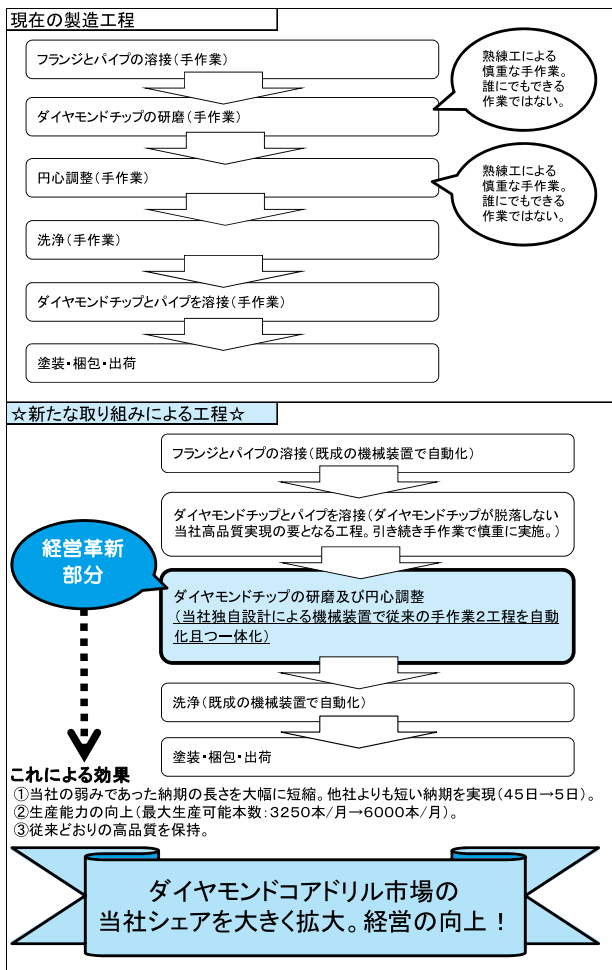 現在の製造工程
フランジとパイプの溶接(手作業)
熟練工による
慎重な手作業。
誰にでもできる
作業ではない。
ダイヤモンドチップの研磨(手作業)
円心調整(手作業)
熟練工による
慎重な手作業。
誰にでもできる
作業ではない。
洗浄(手作業)
ダイヤモンドチップとパイプを溶接(手作業)
塗装・梱包・出荷
☆新たな取り組みによる工程☆
フランジとパイプの溶接(既成の機械装置で自動化)
ダイヤモンドチップとパイプを溶接(ダイヤモンドチップが脱落しない
当社高品質実現の要となる工程。引き続き手作業で慎重に実施。)
経営革新
部分
ダイヤモンドチップの研磨及び円心調整
(当社独自設計による機械装置で従来の手作業2工程を自動
化且つ一体化)
洗浄(既成の機械装置で自動化)
塗装・梱包・出荷
これによる効果
①当社の弱みであった納期の長さを大幅に短縮。他社よりも短い納期を実現(45日→5日)。
②生産能力の向上(最大生産可能本数:3250本/月→6000本/月)。
③従来どおりの高品質を保持。
ダイヤモンドコアドリル市場の
当社シェアを大きく拡大。経営の向上!